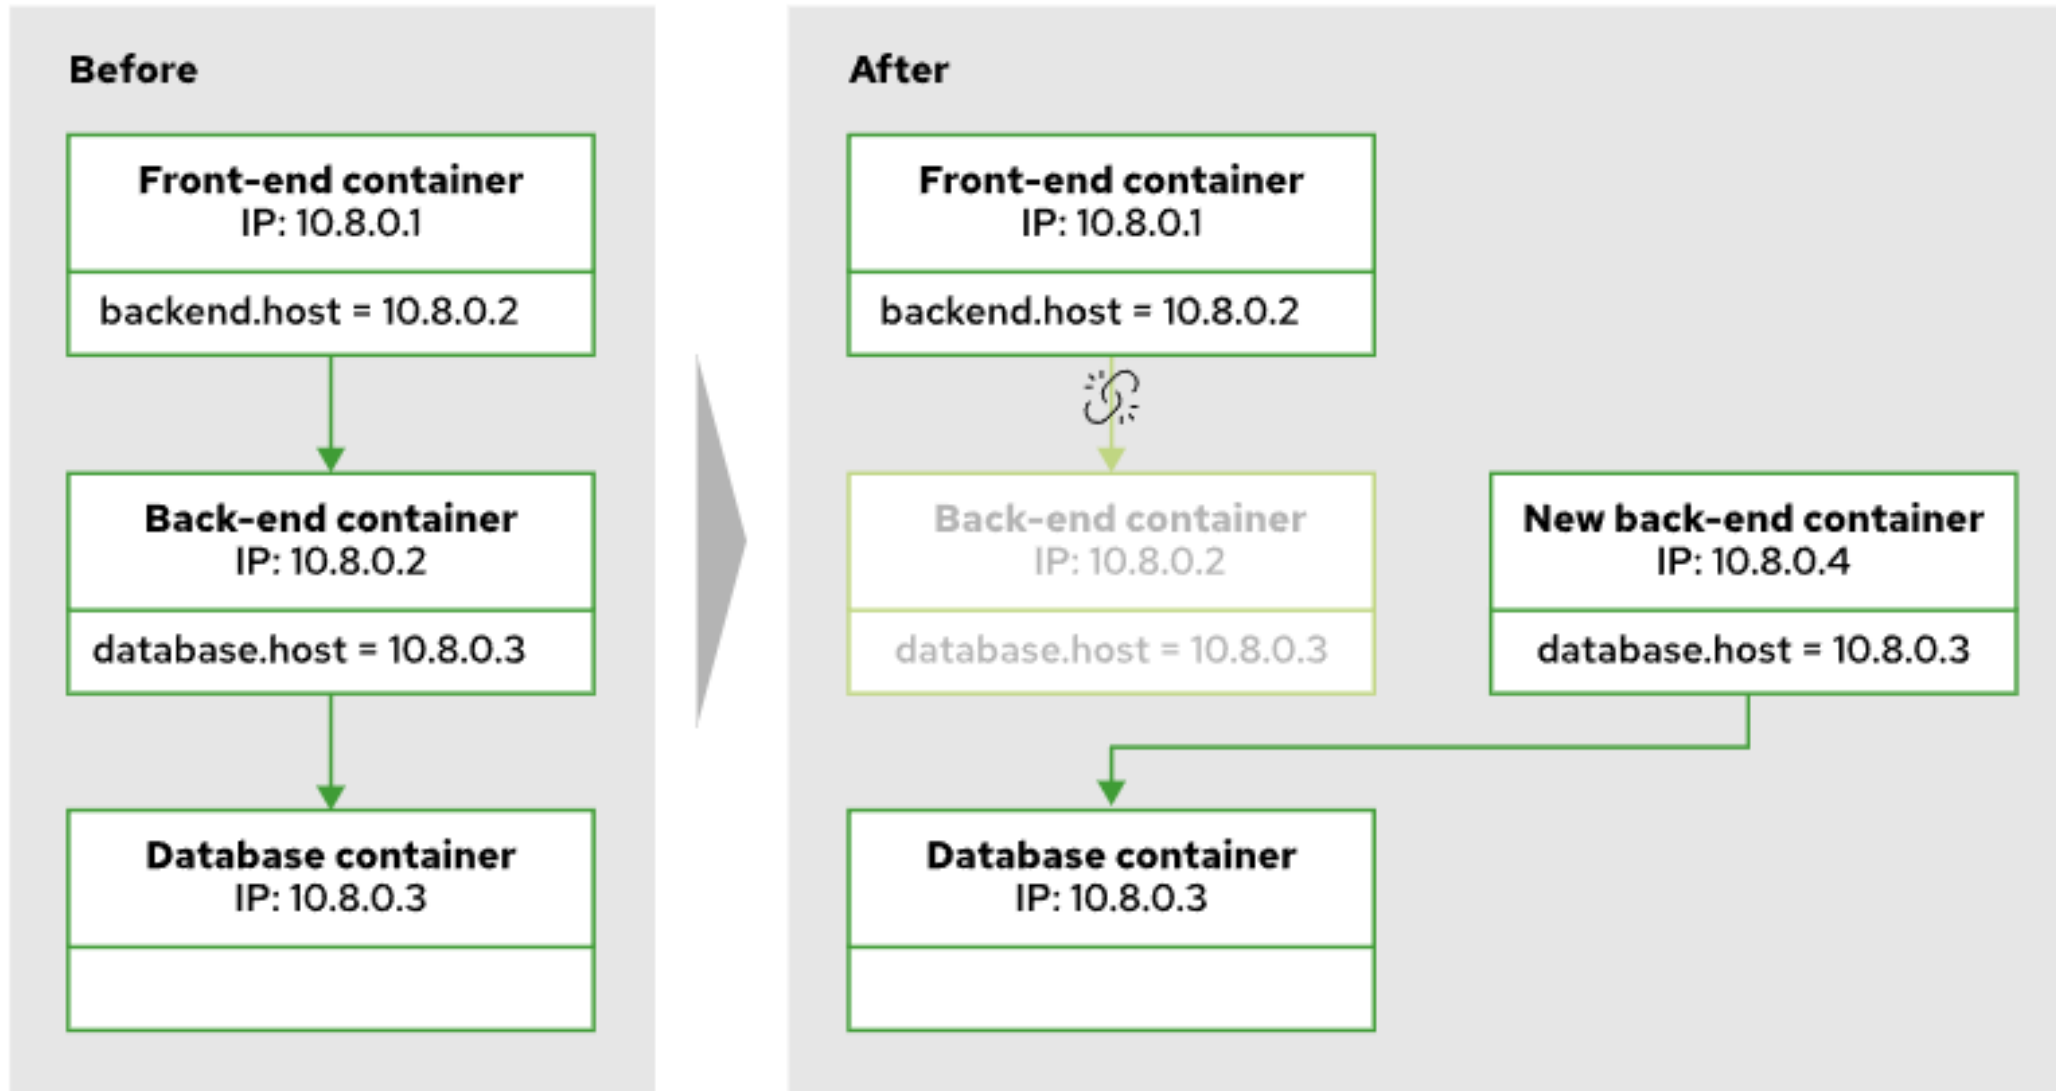 Before
Front-end container
IP: 10.8.0.1
backend.host = 10.8.0.2
Back-end container
IP: 10.8.0.2
database.host = 10.8.0.3
Database container
IP: 10.8.0.3
After
Front-end container
IP: 10.8.0.1
backend.host = 10.8.0.2
Back-end container
IP: 10.8.0.2
database.host = 10.8.0.3
New back-end container
IP: 10.8.0.4
database.host = 10.8.0.3
Database container
IP: 10.8.0.3